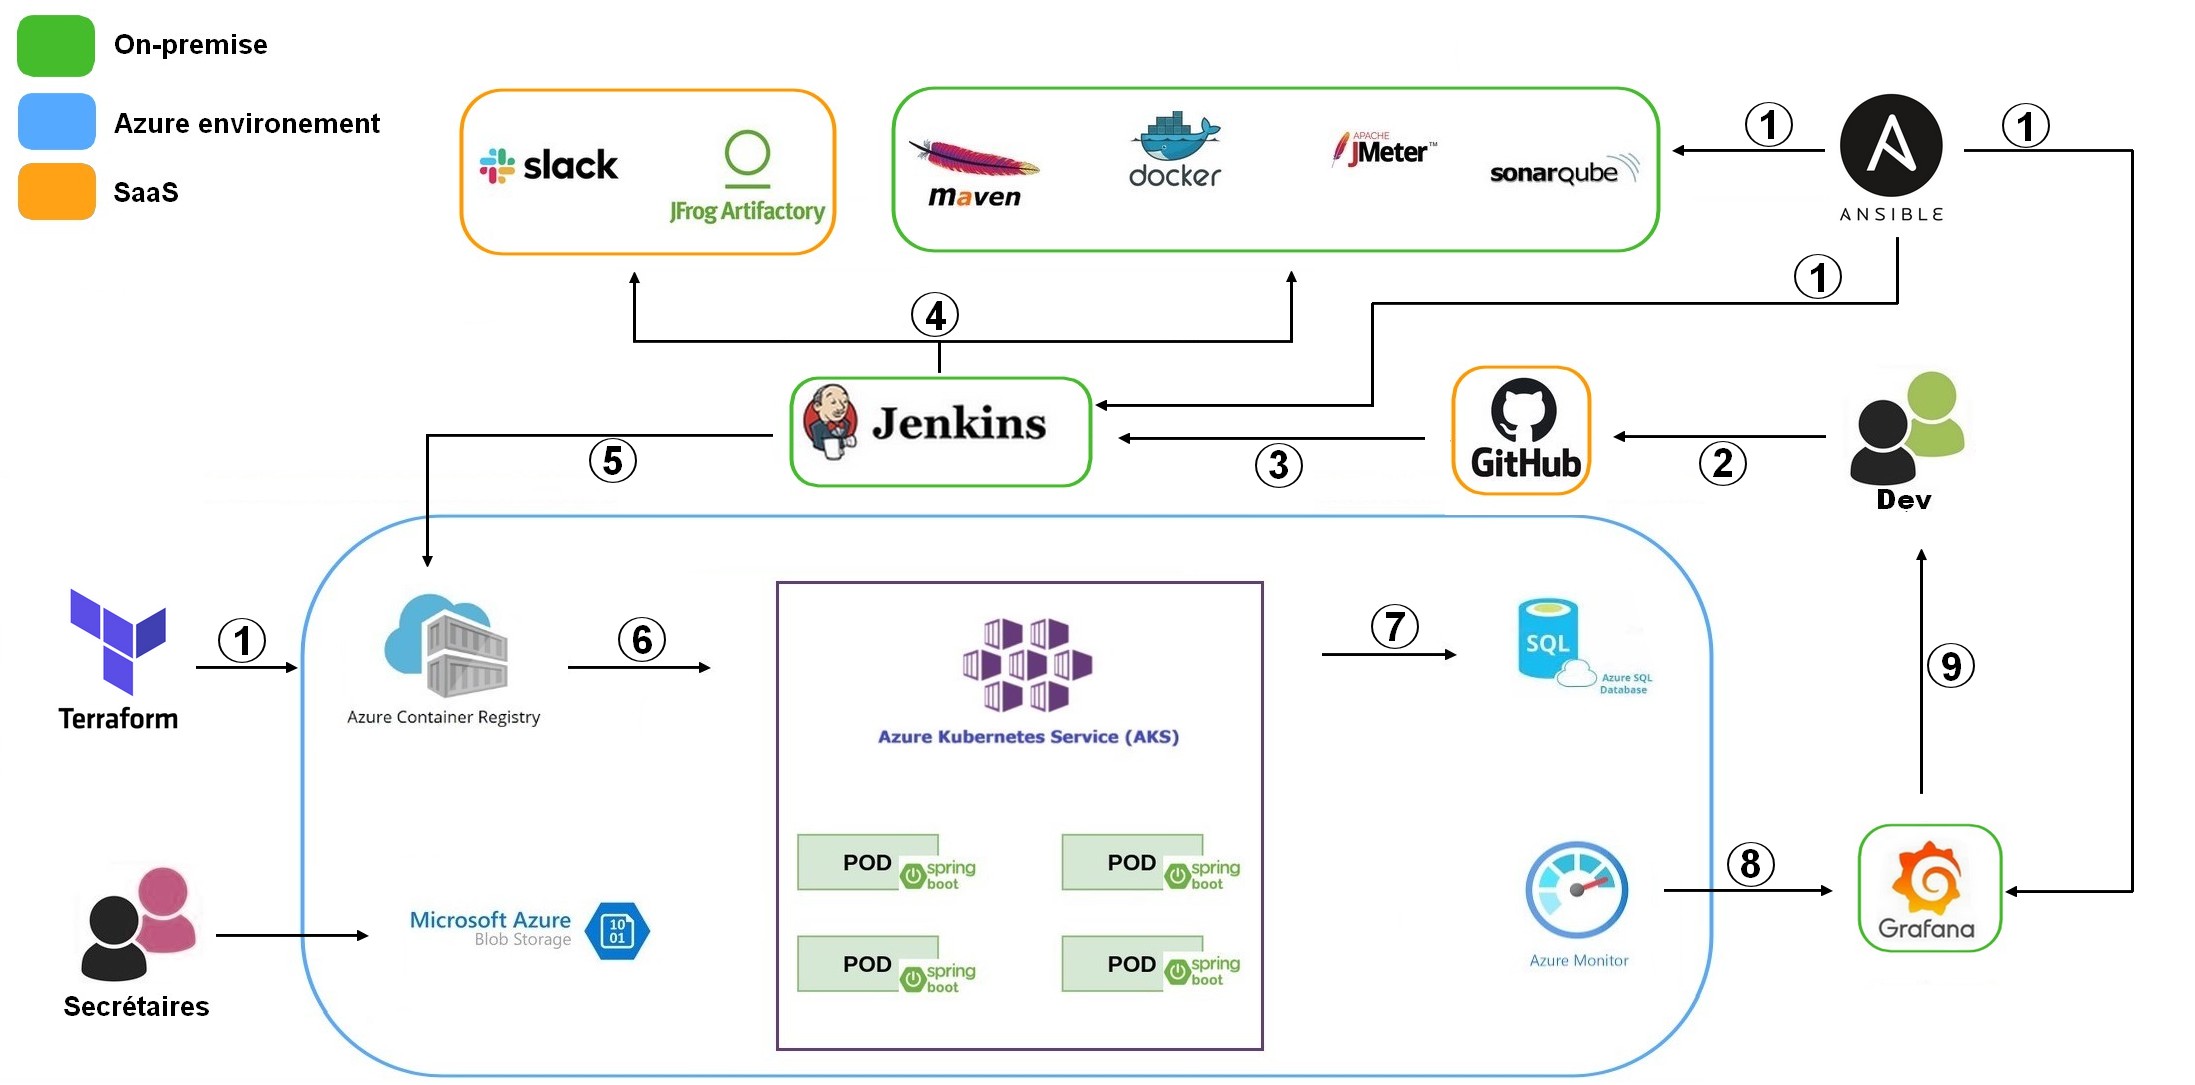 On-premise
Azure environement
SaaS
slack
JFrog Artifactory
maven
docker
APACHE
JMeter™
sonarqube
1
1
ANSIBLE
1
4
Jenkins
GitHub
Dev
5
3
2
Terraform
1
Azure Container Registry
6
Azure Kubernetes Service (AKS)
7
SQL
Azure SQL
Database
9
POD
spring
boot
POD
spring
boot
POD
spring
boot
POD
spring
boot
Secrétaires
Microsoft Azure
Blob Storage
10
01
Azure Monitor
8
Grafana